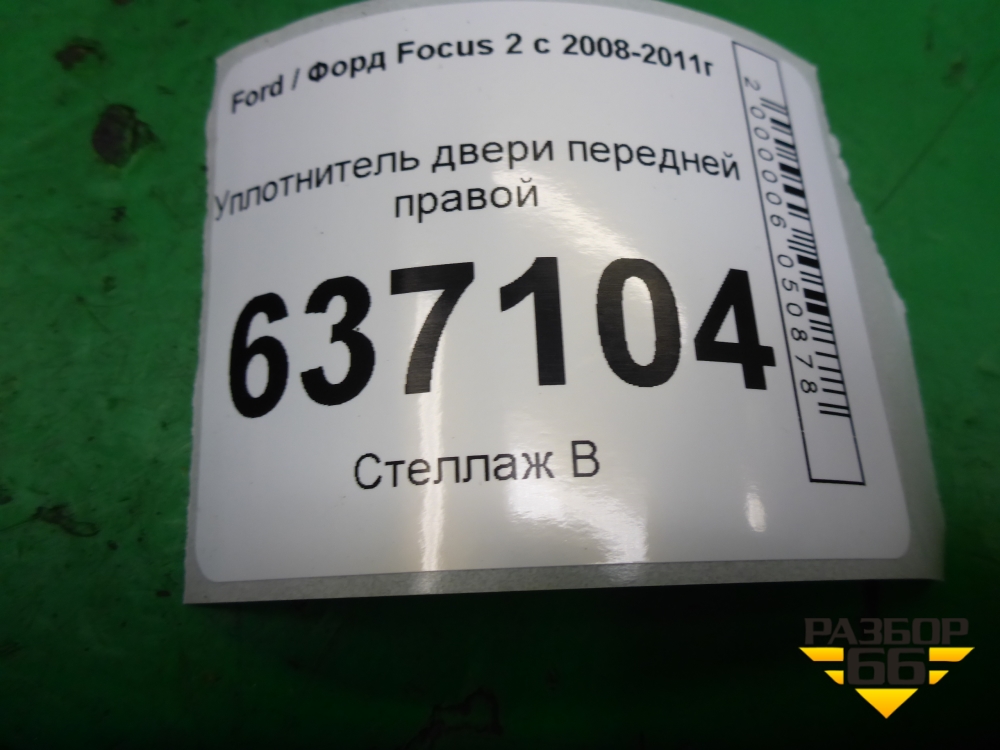 Ford / Форд Focus 2 с 2008-2011г
Уплотнитель двери передней
правой
637104
Стеллаж В
2000006050878
РАЗБОР
66